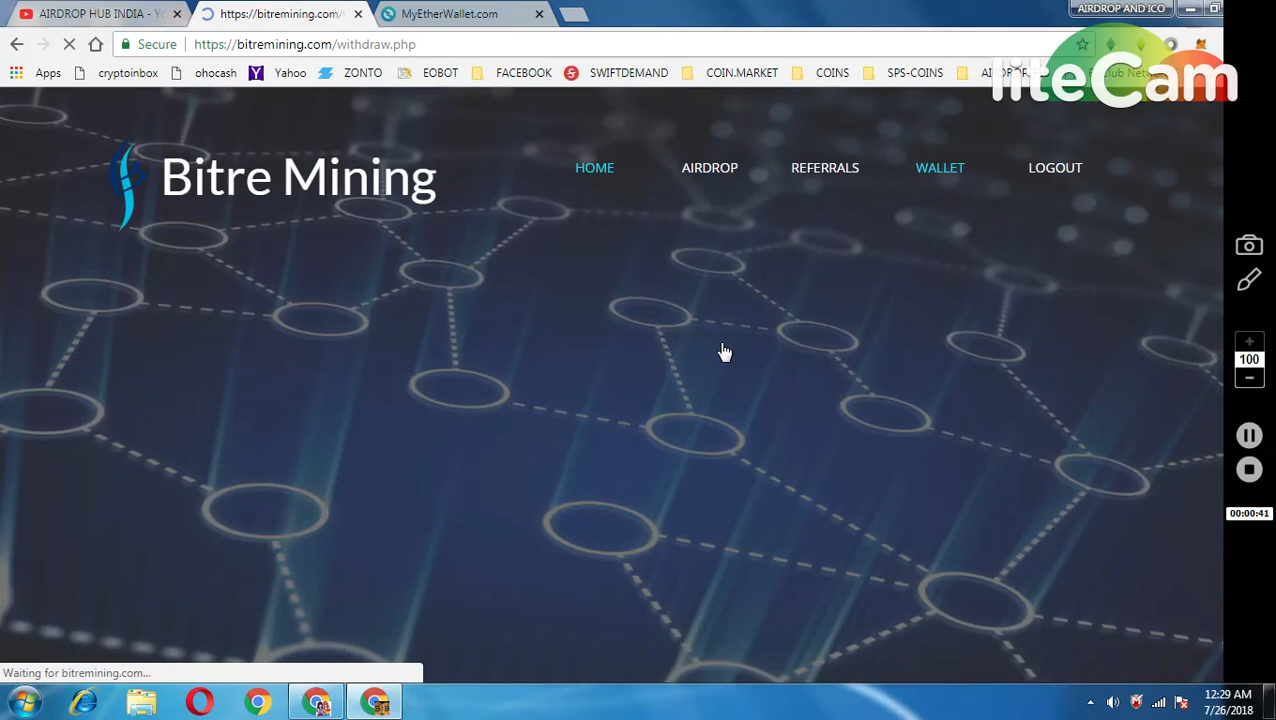 AIRDROP HUB INDIA - Y
https://bitremining.com/
MyEtherWallet.com
AIRDROP AND ICO
Secure
https://bitremining.com/withdraw.php
Apps
cryptoinbox
ohocash
Yahoo
ZONTO
EOBOT
FACEBOOK
SWIFTDEMAND
COIN.MARKET
COINS
SPS-COINS
liteCam
Bitre Mining
HOME
AIRDROP
REFERRALS
WALLET
LOGOUT
100
00:00:41
Waiting for bitremining.com...
12:29 AM
7/26/2018